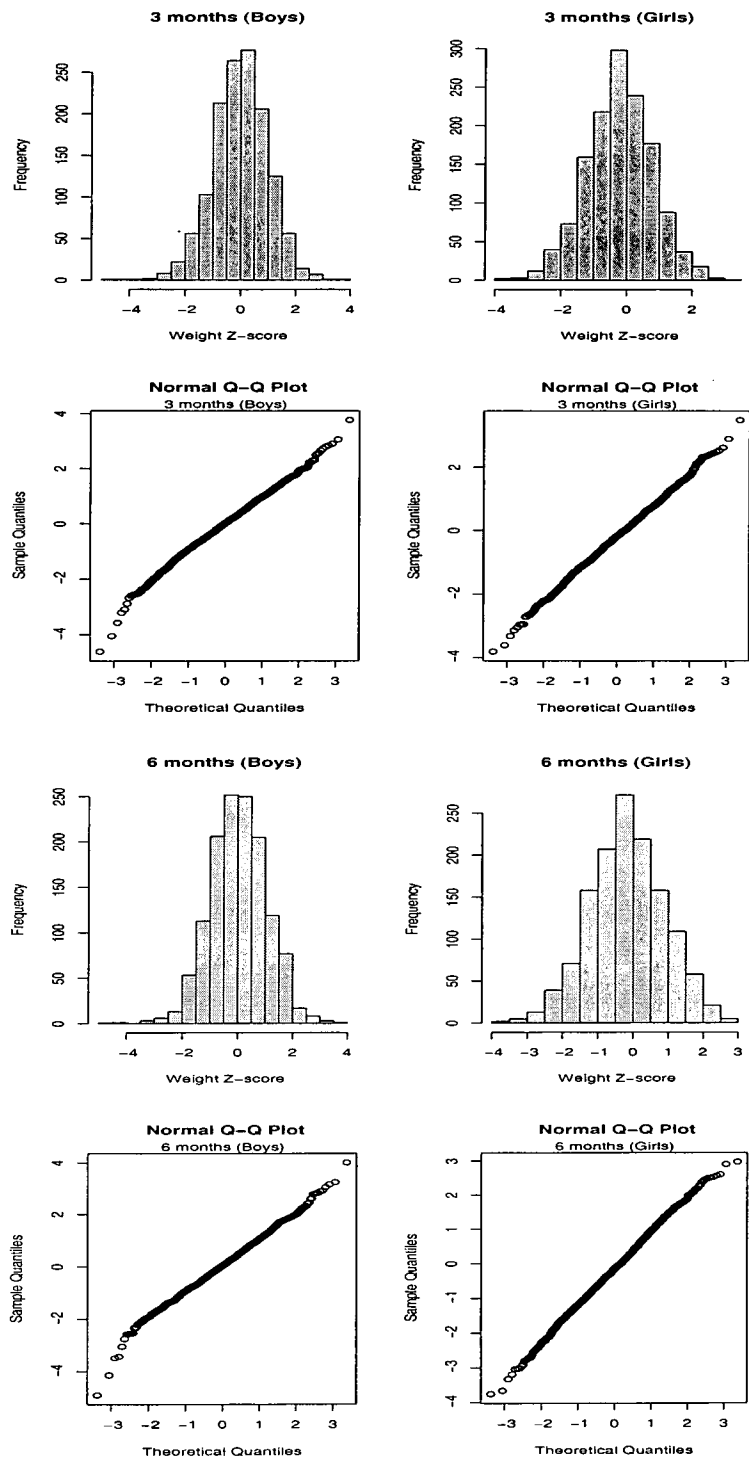 3 months (Boys)
3 months (Girls)
Frequency
0 50 100 150 200 250
−4 −2 0 2 4
Weight Z−score
Frequency
0 50 100 150 200 250 300
−4 −2 0 2
Weight Z−score
Normal Q−Q Plot
3 months (Boys)
Normal Q−Q Plot
3 months (Girls)
Sample Quantiles
−4 −2 0 2 4
−3 −2 −1 0 1 2 3
Theoretical Quantiles
Sample Quantiles
−4 −2 0 2
−3 −2 −1 0 1 2 3
Theoretical Quantiles
6 months (Boys)
6 months (Girls)
Frequency
0 50 100 150 200 250
−4 −2 0 2 4
Weight Z−score
Frequency
0 50 100 150 200 250
−4 −3 −2 −1 0 1 2 3
Weight Z−score
Normal Q−Q Plot
6 months (Boys)
Normal Q−Q Plot
6 months (Girls)
Sample Quantiles
−4 −2 0 2 4
−3 −2 −1 0 1 2 3
Theoretical Quantiles
Sample Quantiles
−4 −3 −2 −1 0 1 2 3
−3 −2 −1 0 1 2 3
Theoretical Quantiles